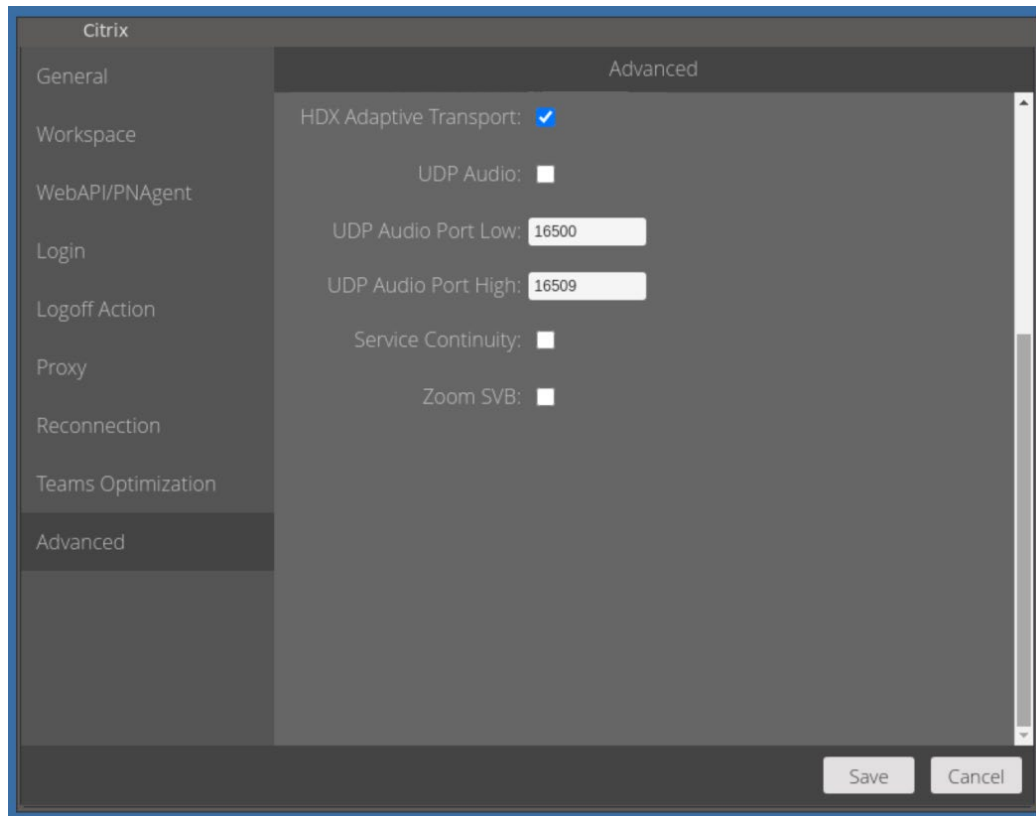 Citrix
General
Workspace
WebAPI/PNAgent
Login
Logoff Action
Proxy
Reconnection
Teams Optimization
Advanced
Advanced
HDX Adaptive Transport:
UDP Audio:
UDP Audio Port Low: 16500
UDP Audio Port High: 16509
Service Continuity:
Zoom SVB:
Save Cancel